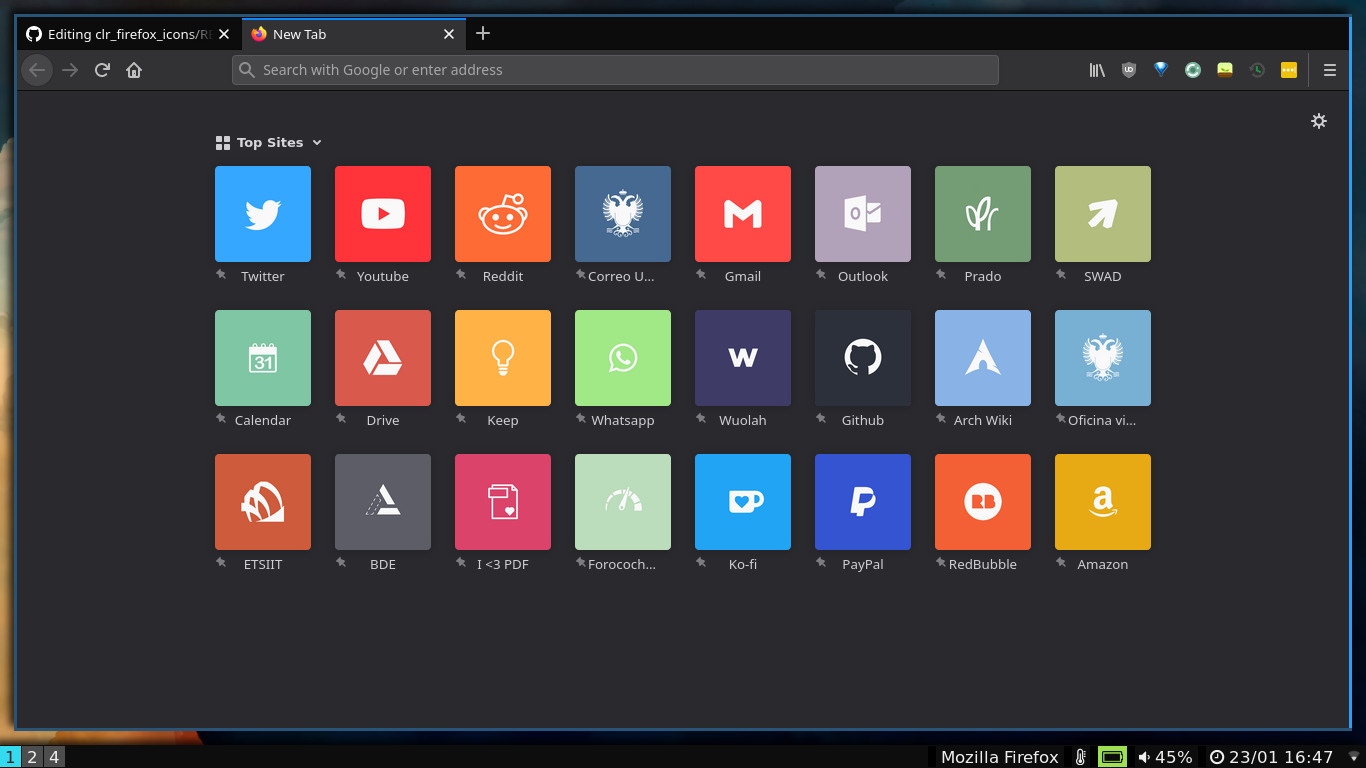 Editing clr_firefox_icons/RE
New Tab
Search with Google or enter address
Top Sites
Twitter Youtube Reddit Correo U... Gmail Outlook Prado SWAD
31 W
Calendar Drive Keep Whatsapp Wuolah Github Arch Wiki Oficina vi...
ETSIIT BDE I <3 PDF Forococh... Ko-fi PayPal RedBubble Amazon
1 2 4 Mozilla Firefox 45% 23/01 16:47